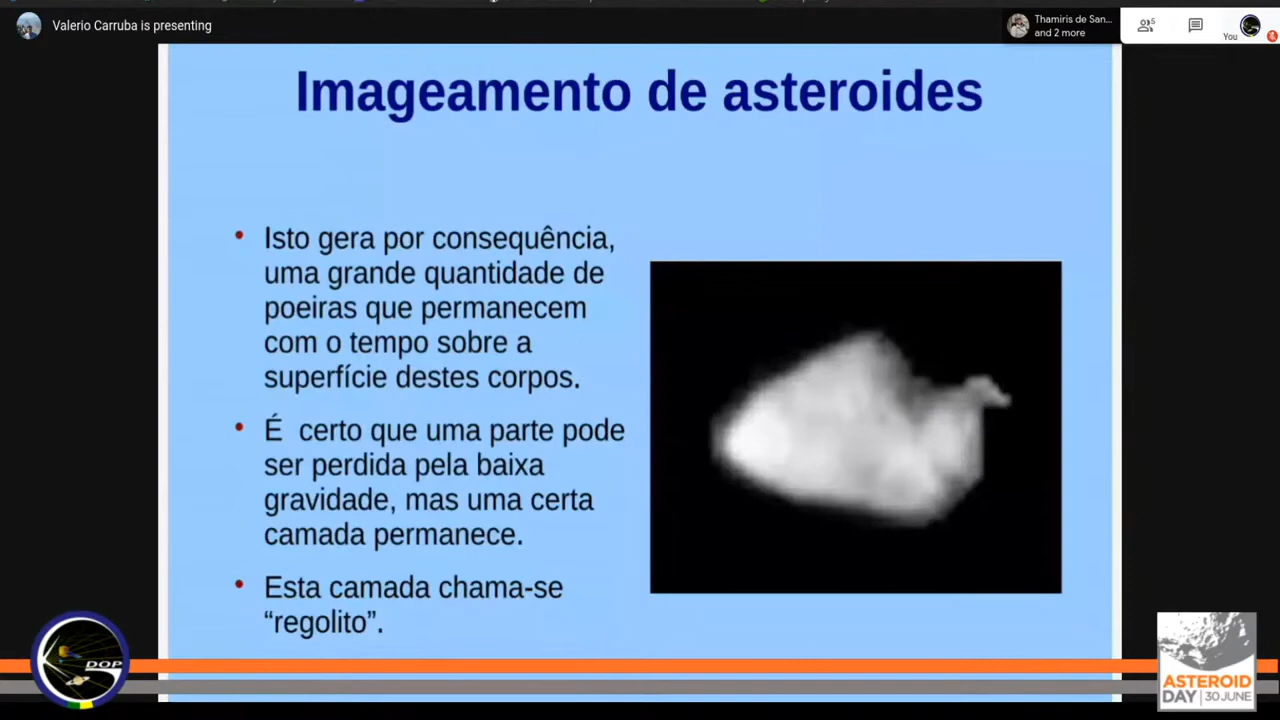 Valerio Carruba is presenting
Thamiris de San...
and 2 more
5
You
Imageamento de asteroides
• Isto gera por consequência,
uma grande quantidade de
poeiras que permanecem
com o tempo sobre a
superfície destes corpos.
• É certo que uma parte pode
ser perdida pela baixa
gravidade, mas uma certa
camada permanece.
• Esta camada chama-se
“regolito”.
DOP
ASTEROID
DAY | 30 JUNE